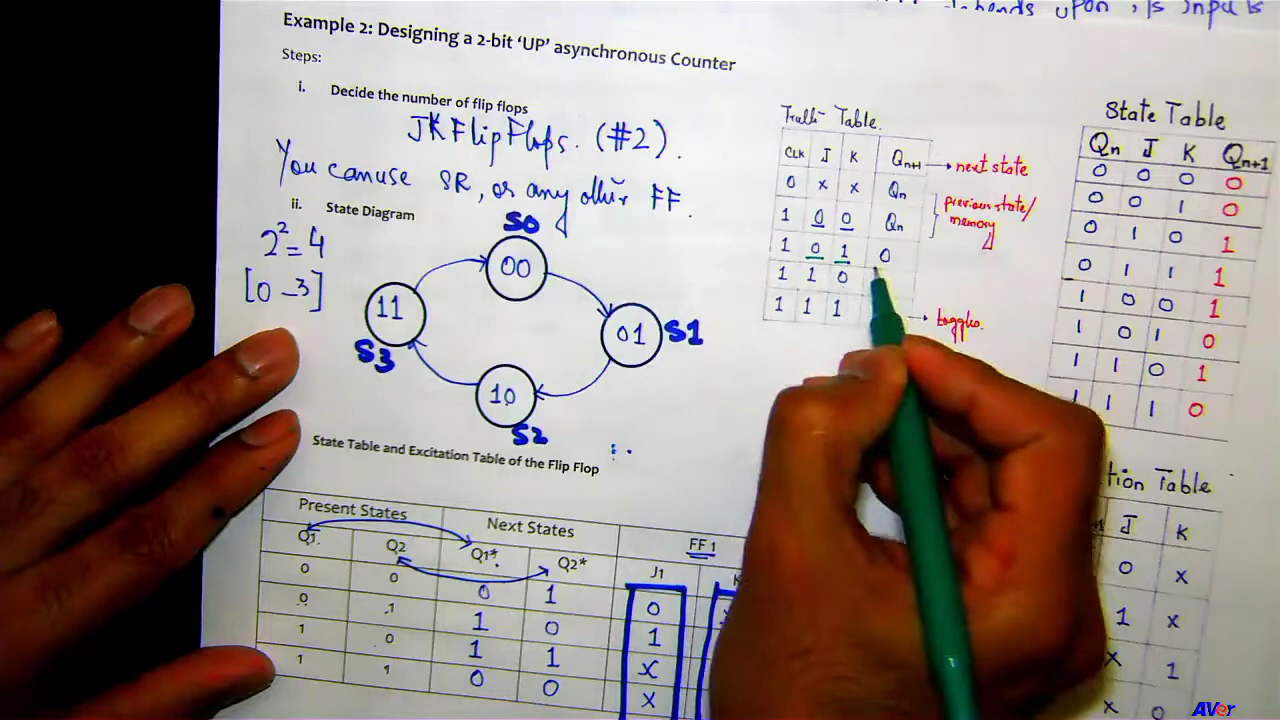 Example 2: Designing a 2-bit 'UP' asynchronous Counter
Steps:
i. Decide the number of flip flops
JK Flip Flops. (#2).
You can use SR, or any other FF.
ii. State Diagram
2²=4
[0-3]
S0
00
11
01
S1
S3
10
S2
State Table and Excitation Table of the Flip Flop
Present States Next States FF1
Q1. Q2 Q1*. Q2* J1
0 0 0 1 0
0 1 1 0 1
1 0 1 1 x
1 1 0 0 x
upon its inputs
Truth Table.
CLK J K Qn+1 → next state
0 x x Qn
1 0 0 Qn
previous state/
memory
1 0 1 0
1 1 0
1 1 1 → toggles.
State Table
Qn J K Qn+1
0 0 0 0
0 0 1 0
0 1 0 1
0 1 1 1
1 0 0 1
1 0 1 0
1 1 0 1
1 1 1 0
Table
J K
0 x
1 x
x 1
x 0
AVer